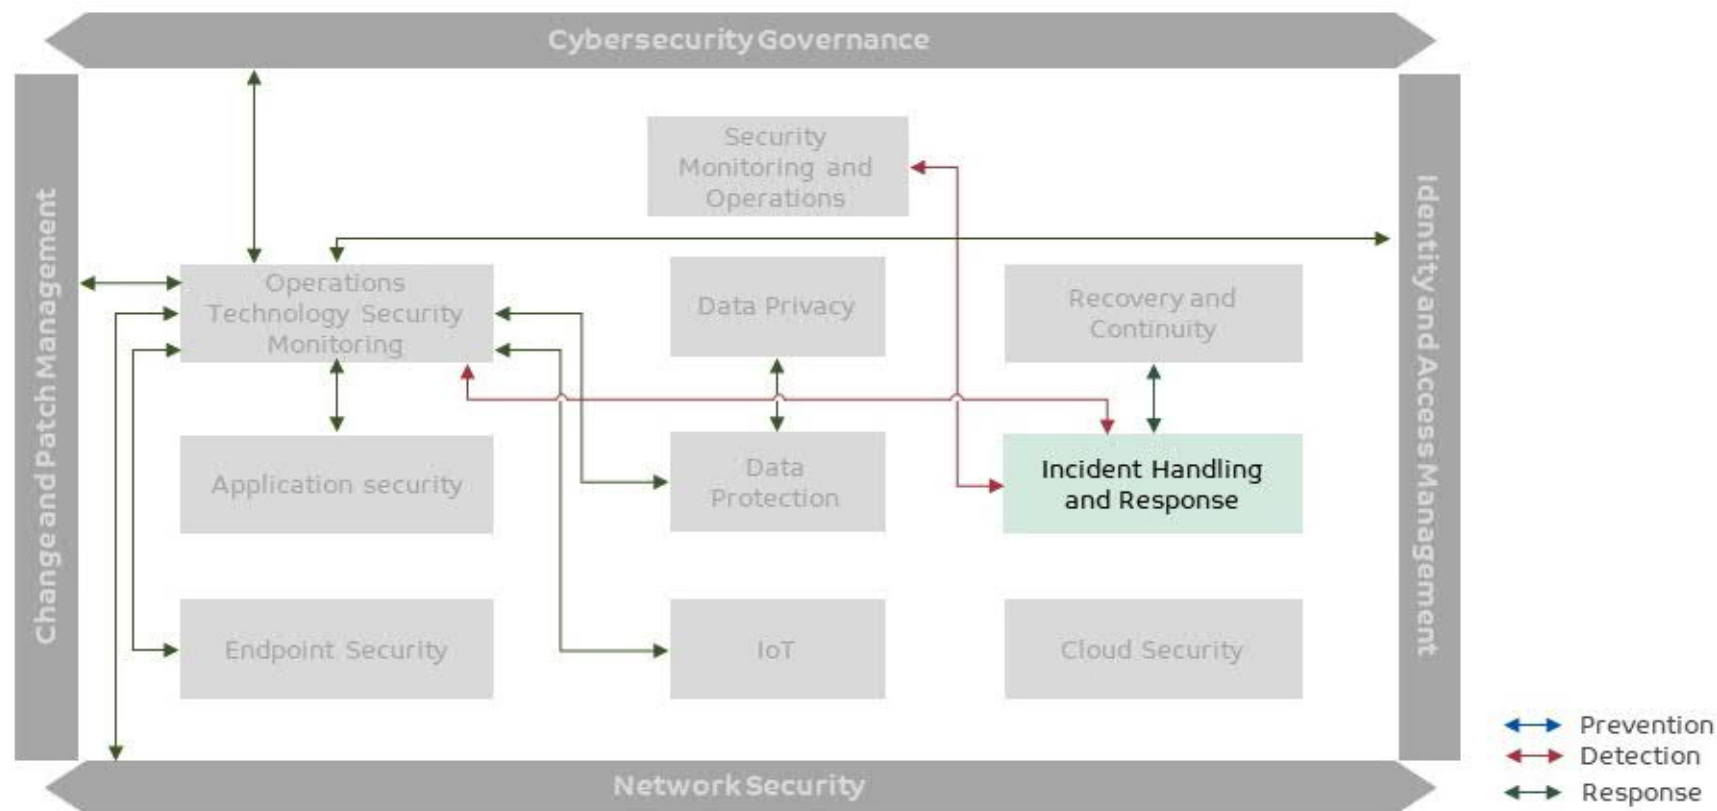 Cybersecurity Governance
Change and Patch Management
Security
Monitoring and
Operations
Identity and Access Management
Operations
Technology Security
Monitoring
Data Privacy
Recovery and
Continuity
Application security
Data
Protection
Incident Handling
and Response
Endpoint Security
IoT
Cloud Security
Network Security
Prevention
Detection
Response